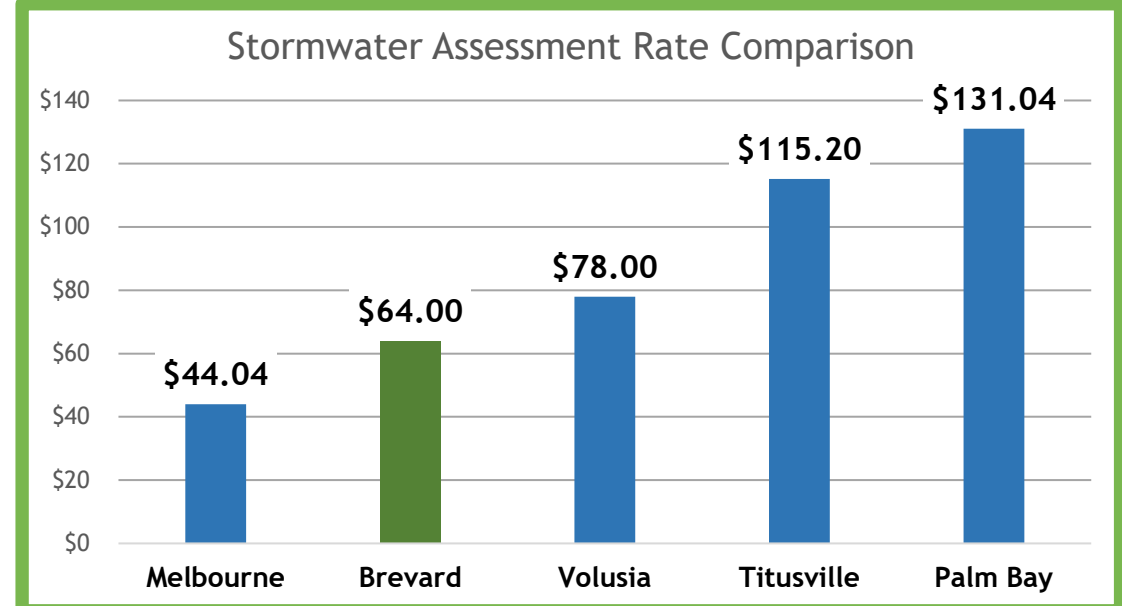 Stormwater Assessment Rate Comparison
$140
$120
$100
$80
$60
$40
$20
$0
$44.04
$64.00
$78.00
$115.20
$131.04
Melbourne
Brevard
Volusia
Titusville
Palm Bay